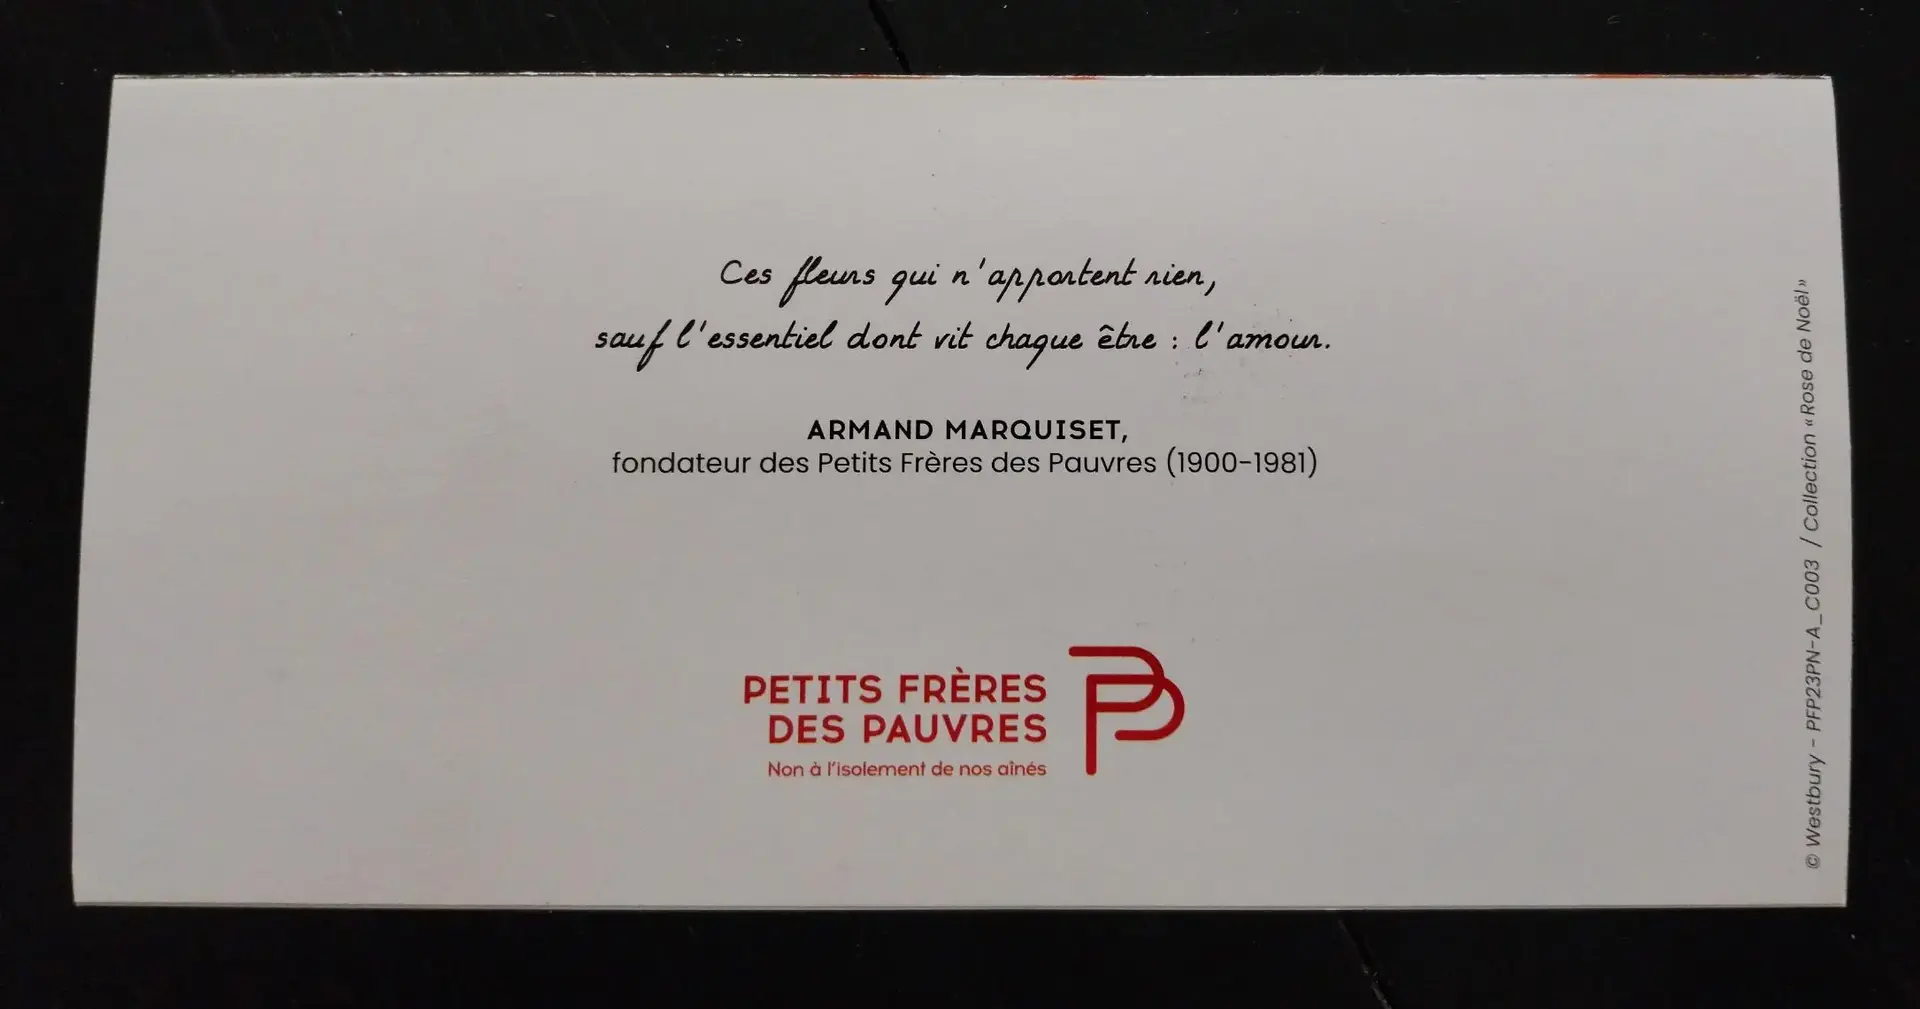 Ces fleurs qui n'apportent rien,
sauf l'essentiel dont vit chaque être : l'amour.
ARMAND MARQUISET,
fondateur des Petits Frères des Pauvres (1900-1981)
PETITS FRÈRES
DES PAUVRES
Non à l'isolement de nos aînés
© Westbury - PFP23PN-A_C003 / Collection «Rose de Noël»